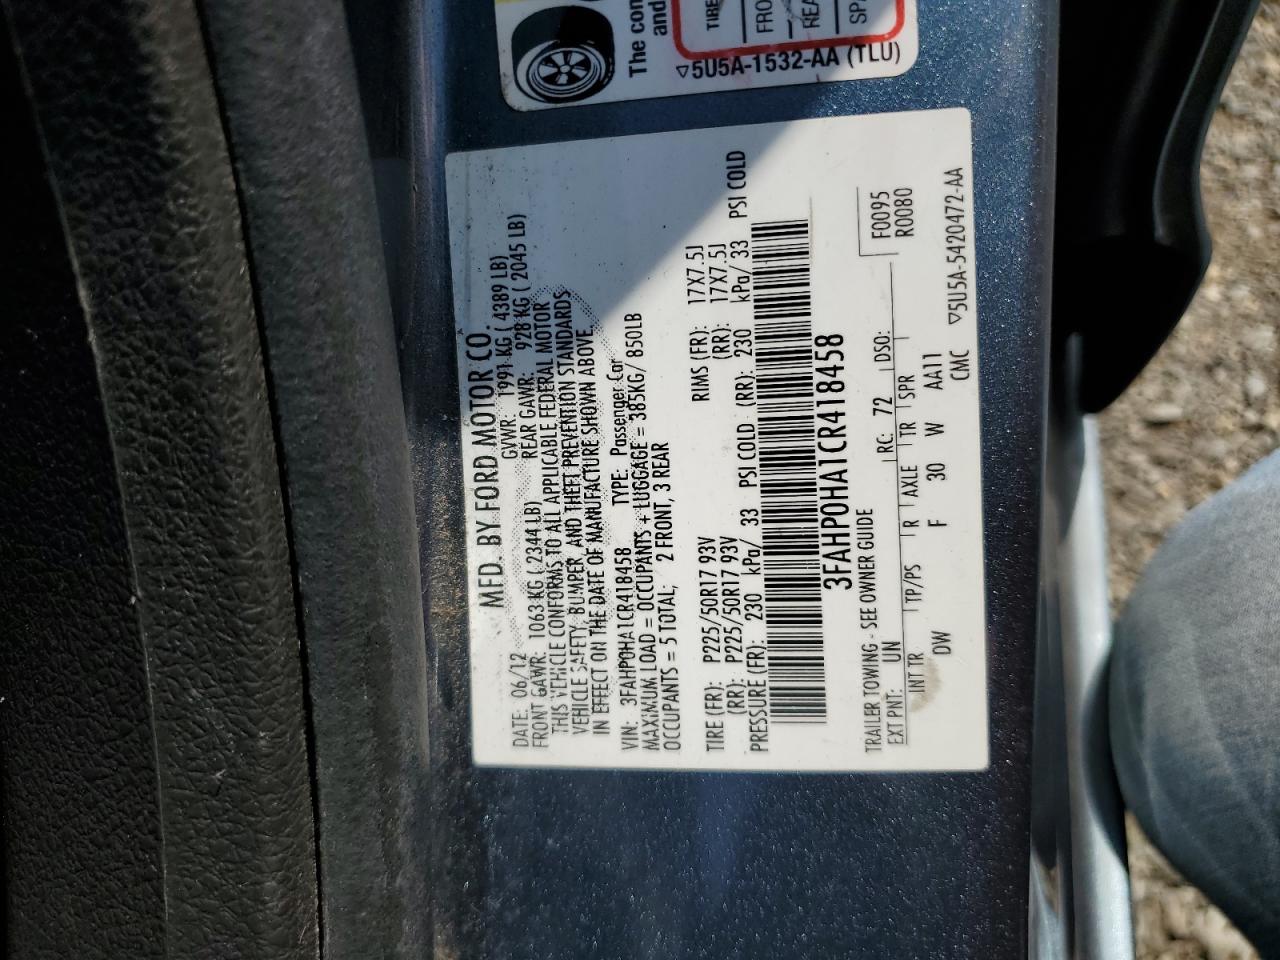 The con
and
TIRE
FRO
REA
SPA
▽5U5A-1532-AA (TLU)
MFD. BY FORD MOTOR CO.
DATE: 06/12 GVWR: 1991 KG ( 4389 LB)
FRONT GAWR: 1063 KG ( 2344 LB) REAR GAWR: 928 KG ( 2045 LB)
THIS VEHICLE CONFORMS TO ALL APPLICABLE FEDERAL MOTOR
VEHICLE SAFETY, BUMPER, AND THEFT PREVENTION STANDARDS
IN EFFECT ON THE DATE OF MANUFACTURE SHOWN ABOVE.
VIN: 3FAHP0HA1CR418458 TYPE: Passenger Car
MAXIMUM LOAD = OCCUPANTS + LUGGAGE = 385KG/ 850LB
OCCUPANTS = 5 TOTAL, 2 FRONT, 3 REAR
TIRE (FR): P225/50R17 93V RIMS (FR): 17X7.5J
(RR): P225/50R17 93V (RR): 17X7.5J
PRESSURE (FR): 230 kPa/ 33 PSI COLD (RR): 230 kPa/ 33 PSI COLD
3FAHP0HA1CR418458
TRAILER TOWING - SEE OWNER GUIDE
F0095
R0080
EXT PNT: UN RC: 72 DSO:
INT TR TP/PS R AXLE TR SPR
DW F 30 W AA11
CMC
▽5U5A-5420472-AA